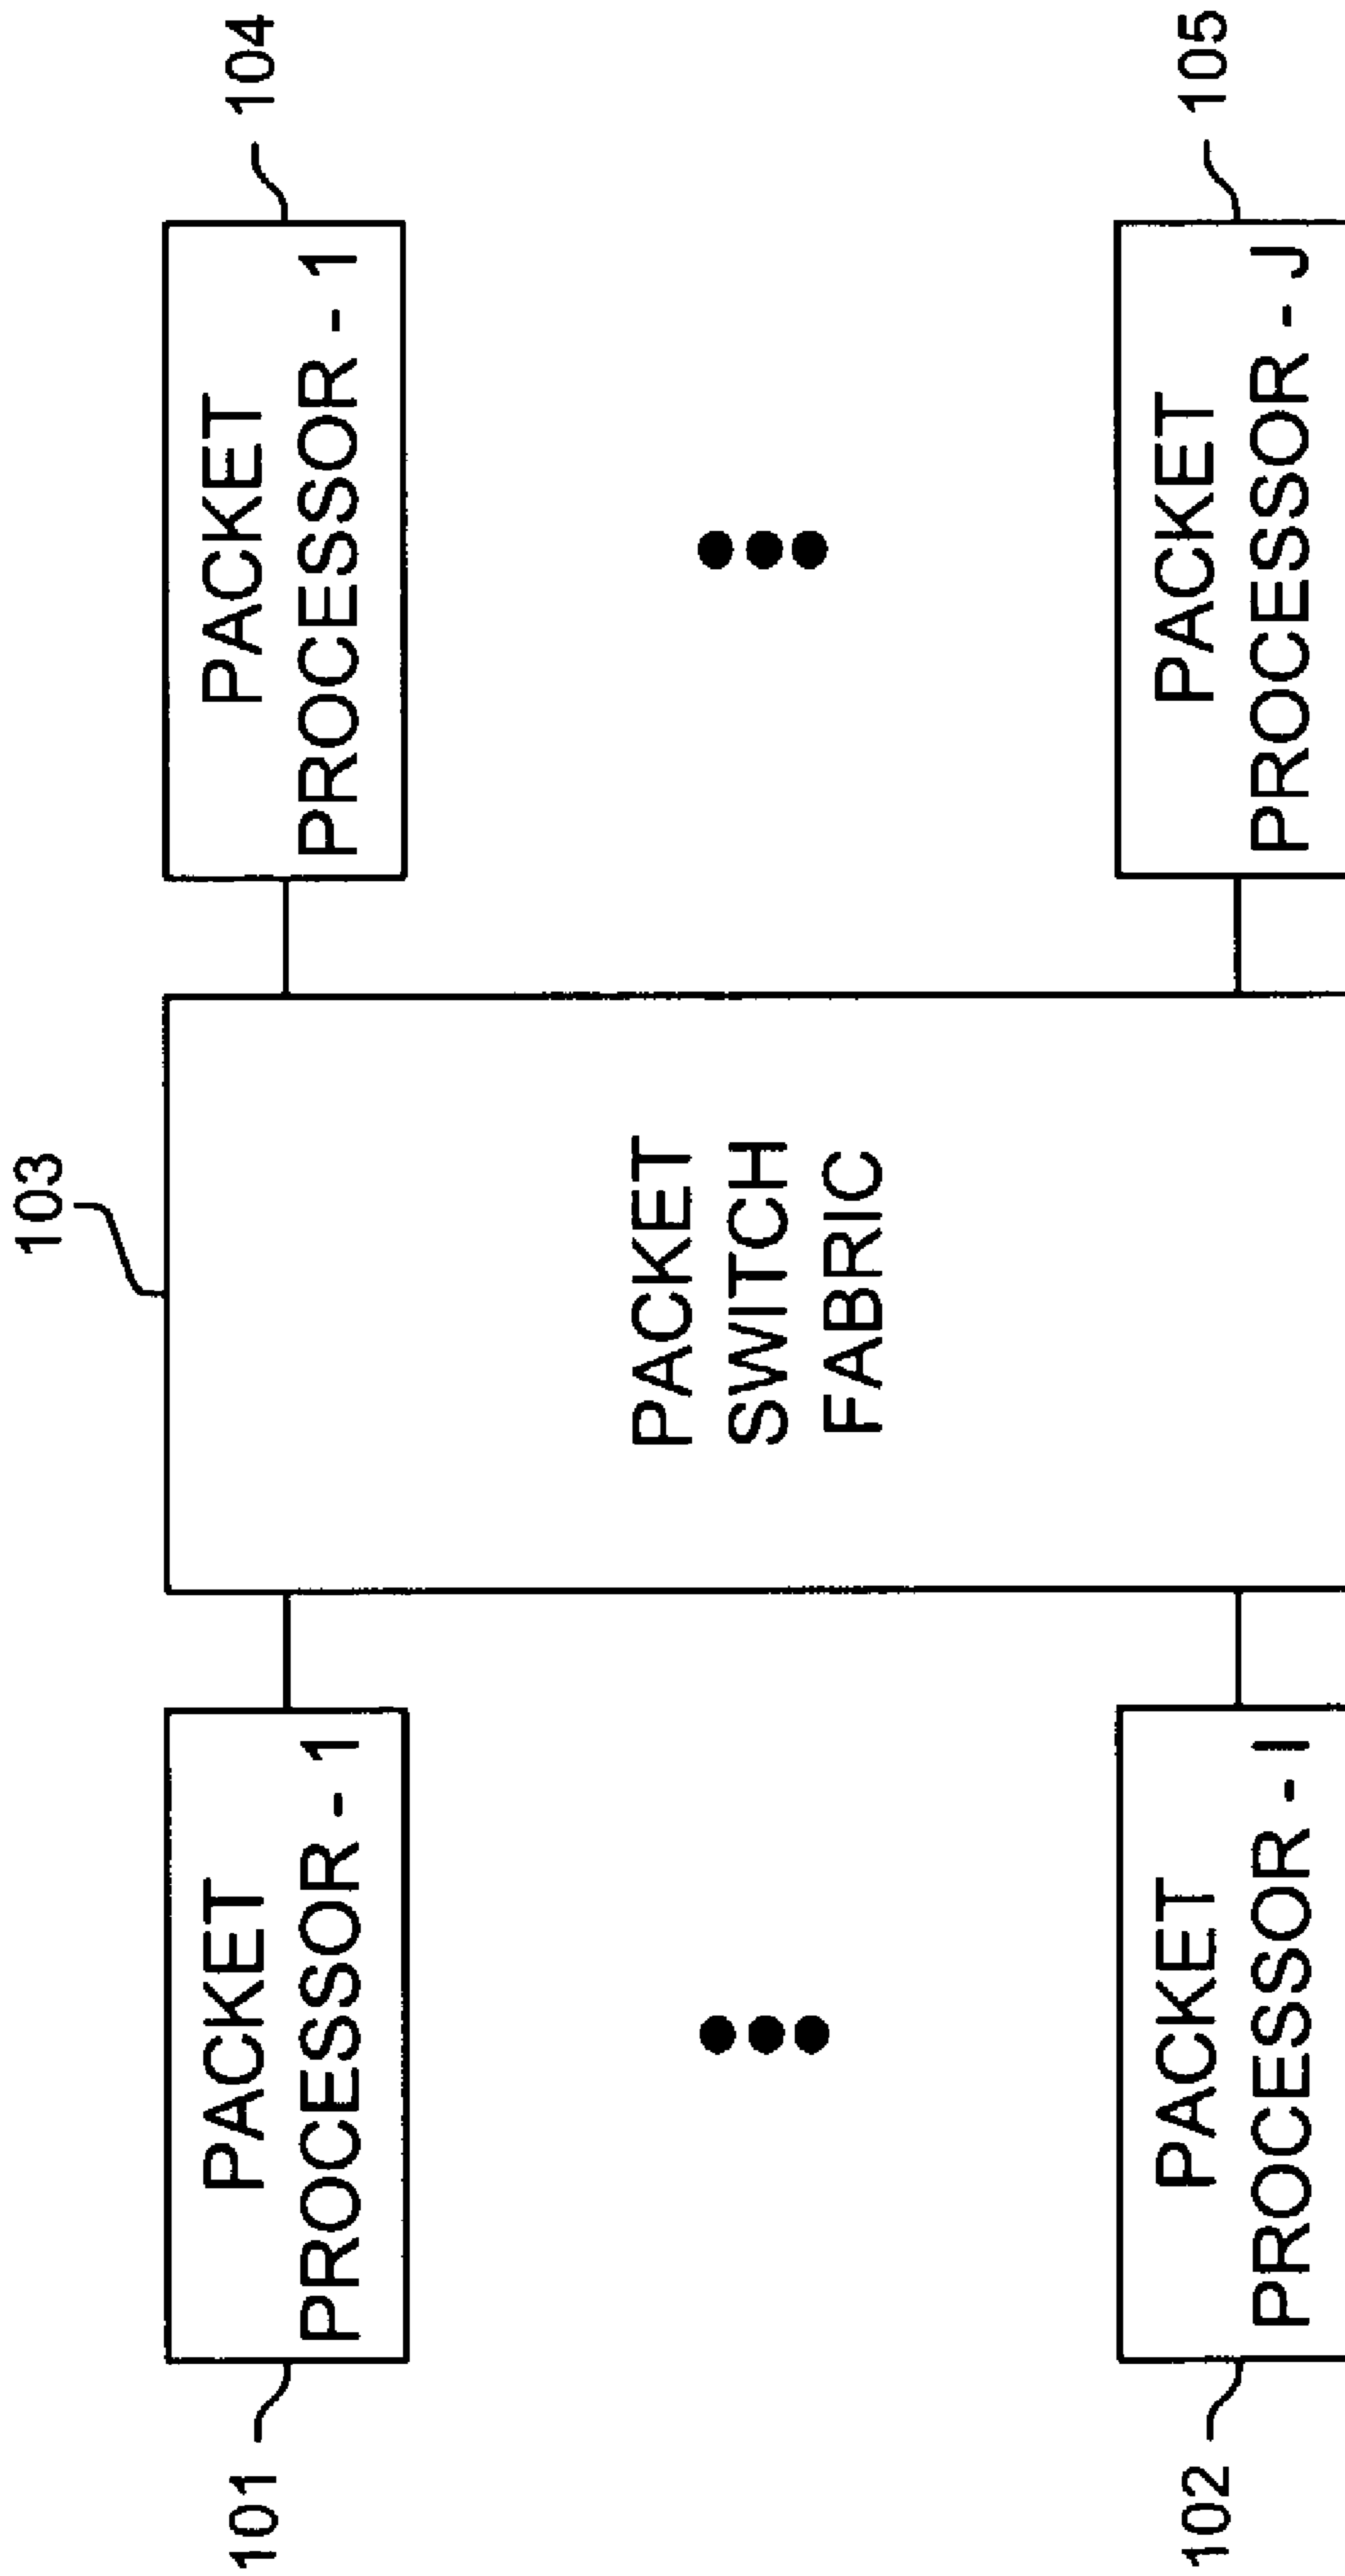 103
101
PACKET
PROCESSOR - 1
PACKET
SWITCH
FABRIC
PACKET
PROCESSOR - 1
104
102
PACKET
PROCESSOR - I
PACKET
PROCESSOR - J
105